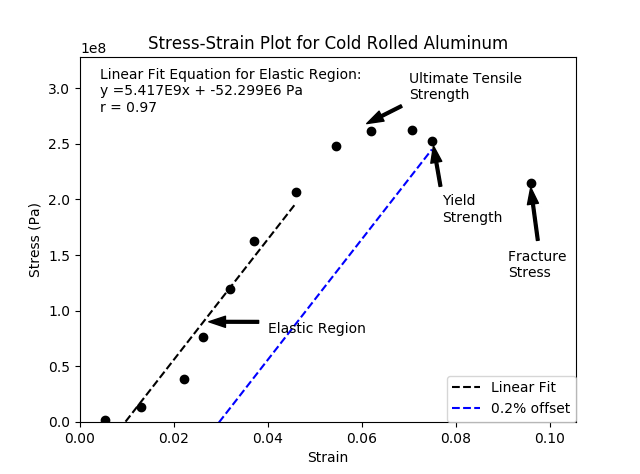 Stress-Strain Plot for Cold Rolled Aluminum
1e8
Linear Fit Equation for Elastic Region:
y =5.417E9x + -52.299E6 Pa
r = 0.97
Ultimate Tensile
Strength
Yield
Strength
Fracture
Stress
Elastic Region
Linear Fit
0.2% offset
3.0
2.5
2.0
1.5
1.0
0.5
0.0
Stress (Pa)
0.00 0.02 0.04 0.06 0.08 0.10
Strain